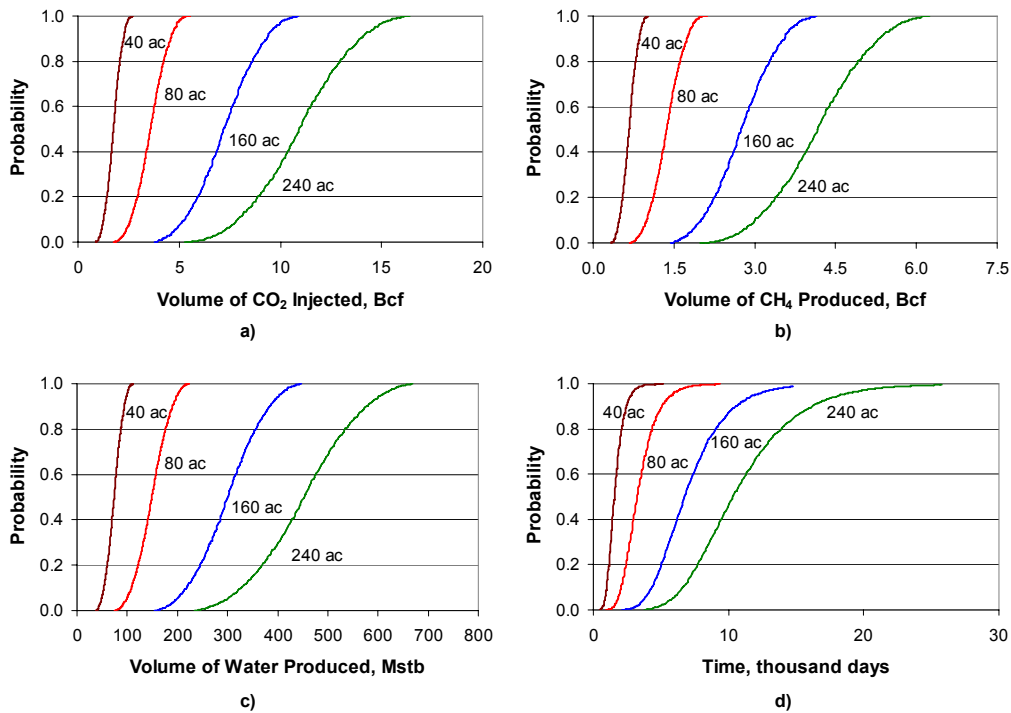 Probability
1.0
0.8
0.6
0.4
0.2
0.0
40 ac
80 ac
160 ac
240 ac
0 5 10 15 20
Volume of CO₂ Injected, Bcf
a)
Probability
1.0
0.8
0.6
0.4
0.2
0.0
40 ac
80 ac
160 ac
240 ac
0.0 1.5 3.0 4.5 6.0 7.5
Volume of CH₄ Produced, Bcf
b)
Probability
1.0
0.8
0.6
0.4
0.2
0.0
40 ac
80 ac
160 ac
240 ac
0 100 200 300 400 500 600 700 800
Volume of Water Produced, Mstb
c)
Probability
1.0
0.8
0.6
0.4
0.2
0.0
40 ac
80 ac
160 ac
240 ac
0 10 20 30
Time, thousand days
d)